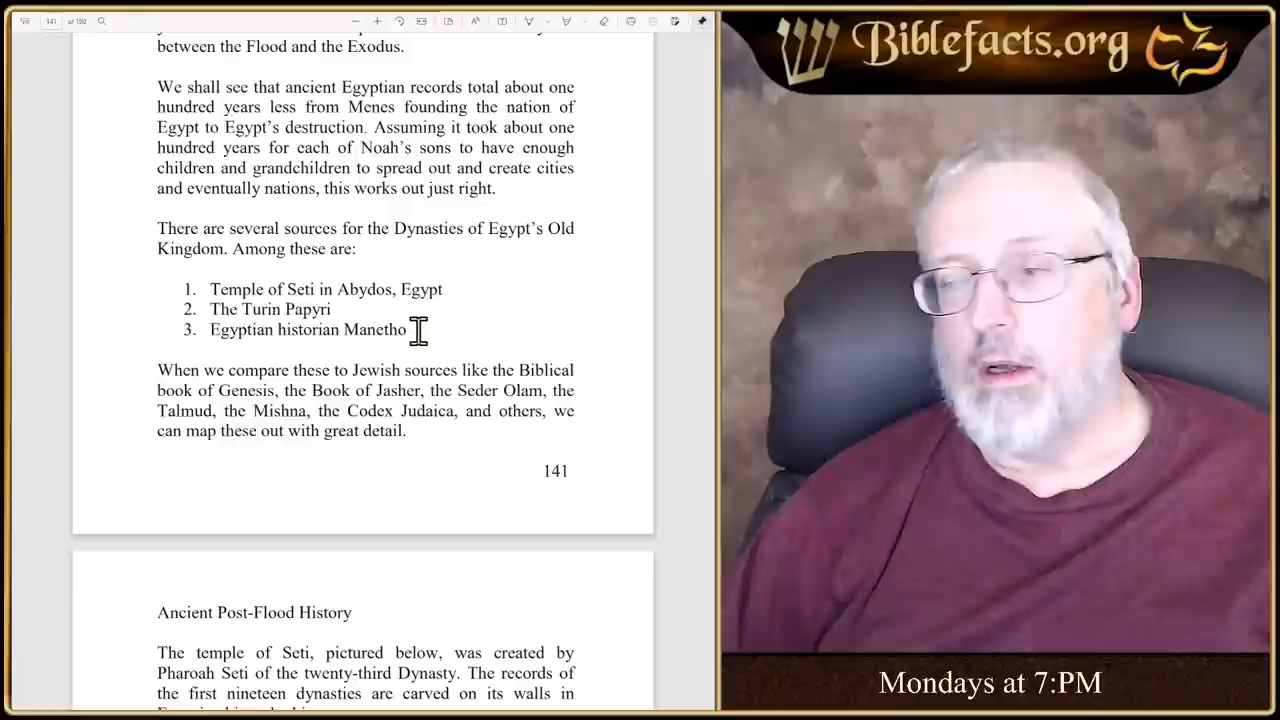 141
of 190
Biblefacts.org
between the Flood and the Exodus.
We shall see that ancient Egyptian records total about one
hundred years less from Menes founding the nation of
Egypt to Egypt's destruction. Assuming it took about one
hundred years for each of Noah's sons to have enough
children and grandchildren to spread out and create cities
and eventually nations, this works out just right.
There are several sources for the Dynasties of Egypt's Old
Kingdom. Among these are:
1. Temple of Seti in Abydos, Egypt
2. The Turin Papyri
3. Egyptian historian Manetho
When we compare these to Jewish sources like the Biblical
book of Genesis, the Book of Jasher, the Seder Olam, the
Talmud, the Mishna, the Codex Judaica, and others, we
can map these out with great detail.
141
Ancient Post-Flood History
The temple of Seti, pictured below, was created by
Pharoah Seti of the twenty-third Dynasty. The records of
the first nineteen dynasties are carved on its walls in
Mondays at 7:PM